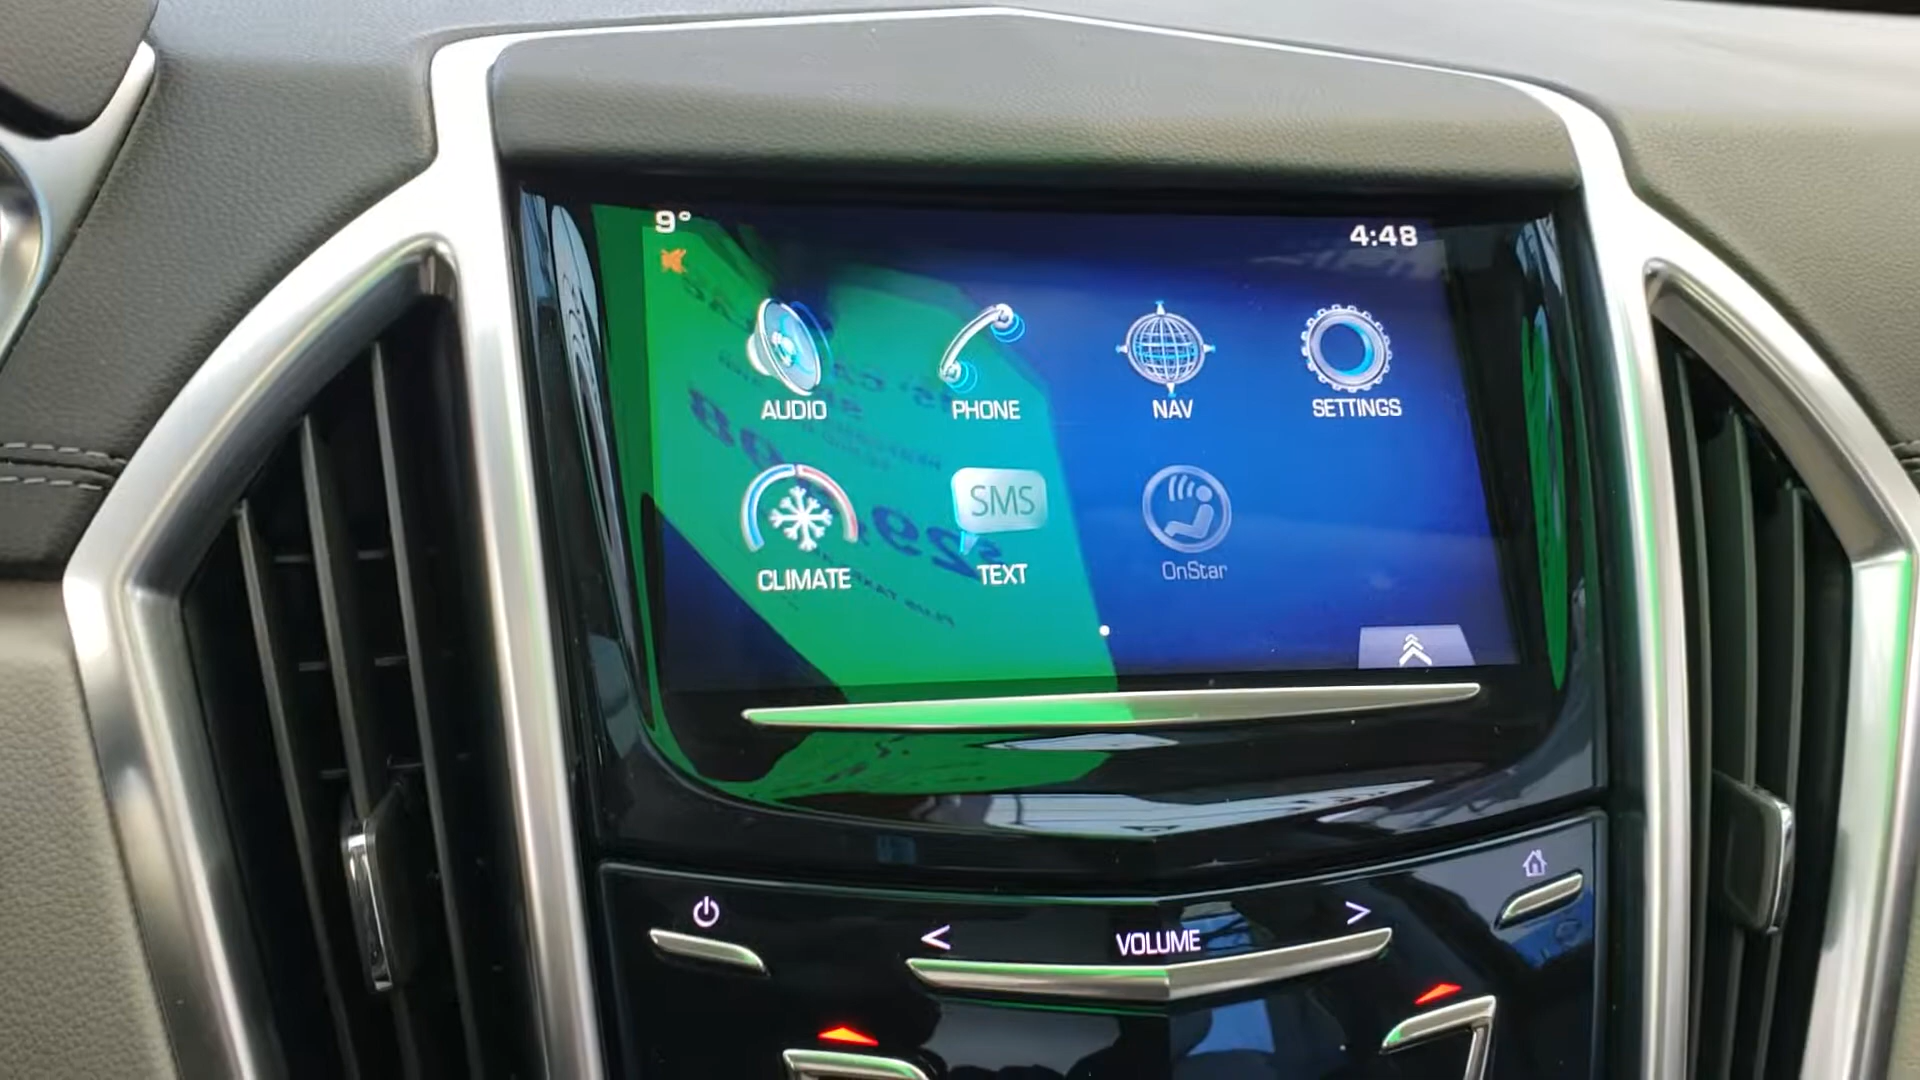 9°
4:48
AUDIO
PHONE
NAV
SETTINGS
SMS
CLIMATE
TEXT
OnStar
<
VOLUME
>